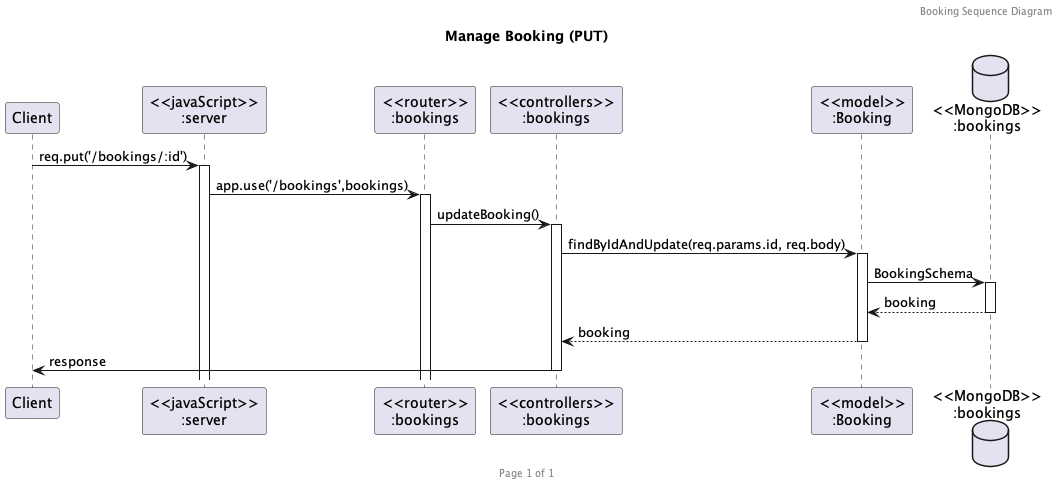 Booking Sequence Diagram
Manage Booking (PUT)
Client
<<javaScript>>
:server
<<router>>
:bookings
<<controllers>>
:bookings
<<model>>
:Booking
<<MongoDB>>
:bookings
req.put('/bookings/:id')
app.use('/bookings',bookings)
updateBooking()
findByIdAndUpdate(req.params.id, req.body)
BookingSchema
booking
booking
response
Client
<<javaScript>>
:server
<<router>>
:bookings
<<controllers>>
:bookings
<<model>>
:Booking
<<MongoDB>>
:bookings
Page 1 of 1